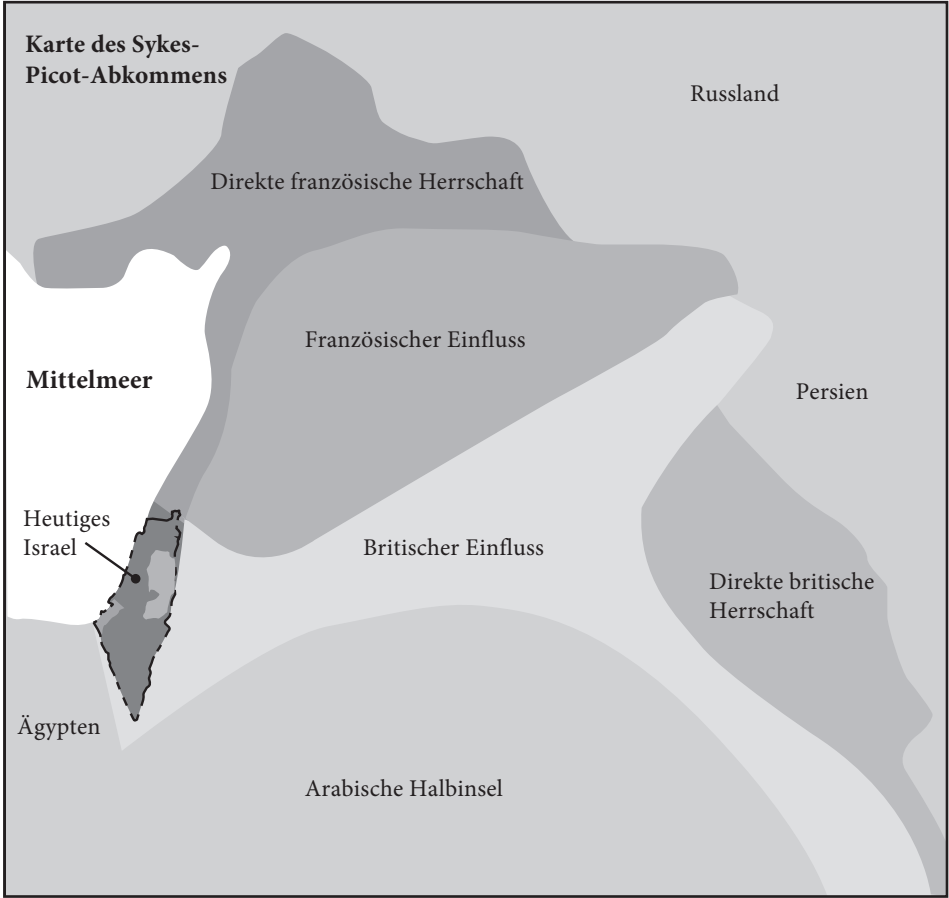 Karte des Sykes-
Picot-Abkommens
Russland
Direkte französische Herrschaft
Französischer Einfluss
Mittelmeer
Persien
Heutiges
Israel
Britischer Einfluss
Direkte britische
Herrschaft
Ägypten
Arabische Halbinsel